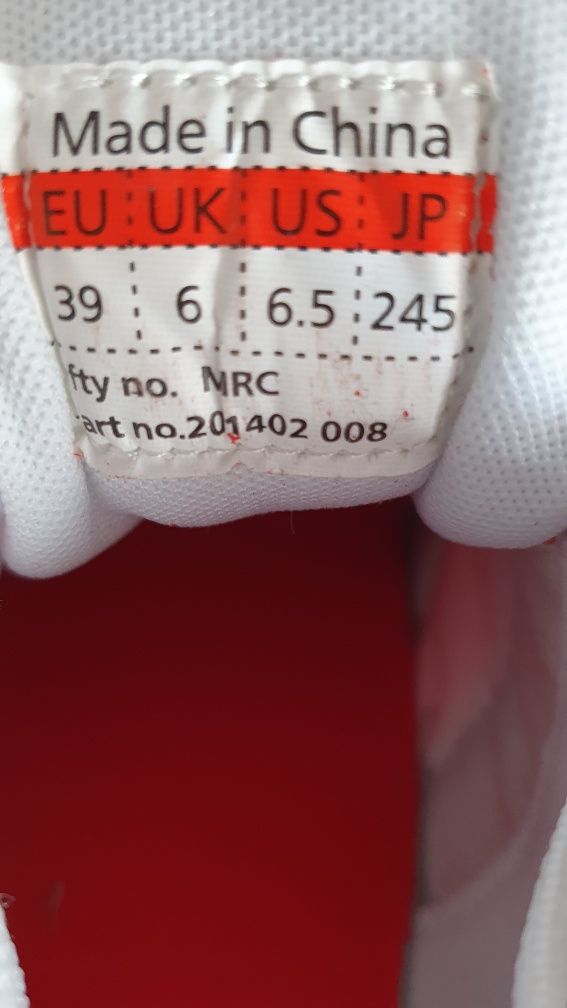 Made in China
EU UK US JP
39 6 6.5 245
fty no. MRC
art no.201402 008